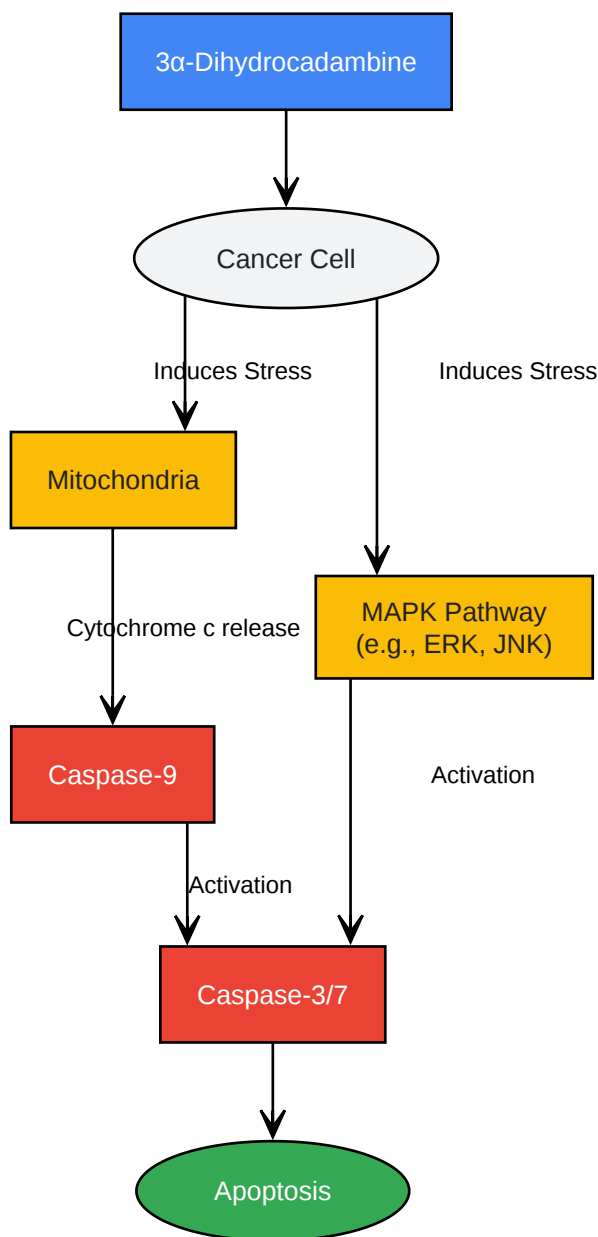 3α-Dihydrocadambine
Cancer Cell
Induces Stress
Induces Stress
Mitochondria
MAPK Pathway
(e.g., ERK, JNK)
Cytochrome c release
Caspase-9
Activation
Activation
Caspase-3/7
Apoptosis